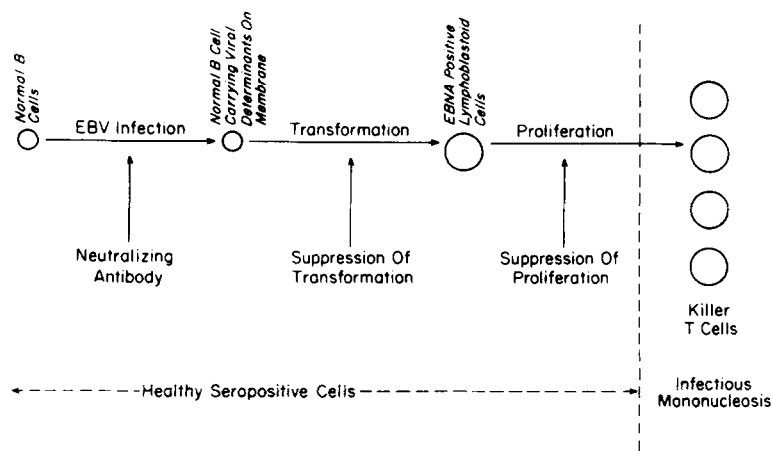 Normal B
Cells
Normal B Cell
Carrying Viral
Determinants On
Membrane
EBNA Positive
Lymphoblastoid
Cells
EBV Infection
Transformation
Proliferation
Neutralizing
Antibody
Suppression Of
Transformation
Suppression Of
Proliferation
Killer
T Cells
Healthy Seropositive Cells
Infectious
Mononucleosis